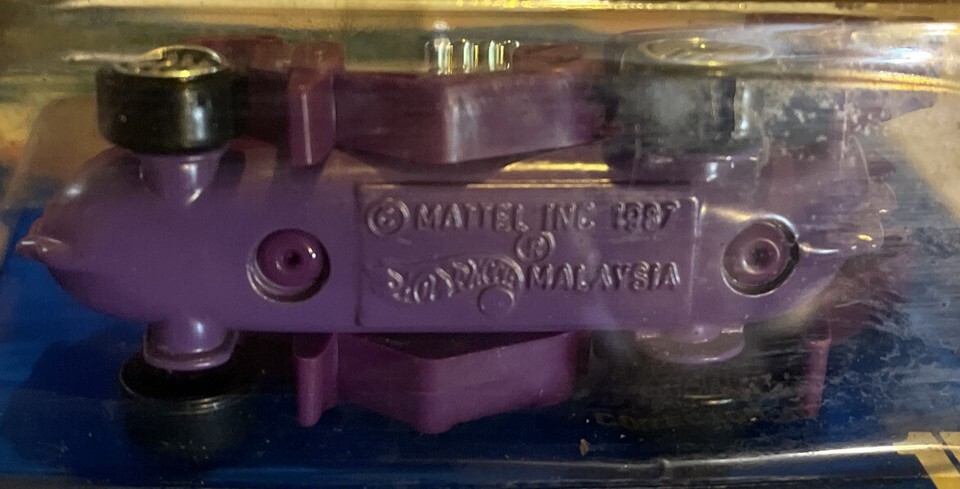 © MATTEL INC 1987
®
Hot Wheels MALAYSIA